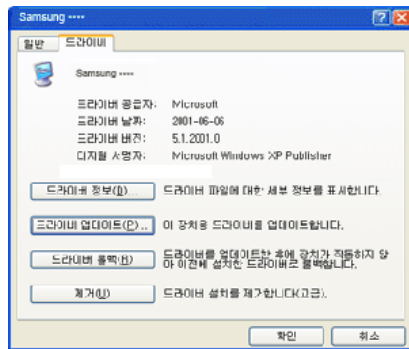 Samsung ••••
일반
드라이버
Samsung ••••
드라이버 공급자: Microsoft
드라이버 날짜: 2001-06-06
드라이버 버전: 5.1.2001.0
디지털 서명자: Microsoft Windows XP Publisher
드라이버 정보(D)... 드라이버 파일에 대한 세부 정보를 표시합니다.
드라이버 업데이트(P)... 이 장치용 드라이버를 업데이트합니다.
드라이버 롤백(R) 드라이버를 업데이트한 후에 장치가 작동하지 않
아 이전에 설치한 드라이버로 롤백합니다.
제거(U) 드라이버 설치를 제거합니다(고급).
확인 취소